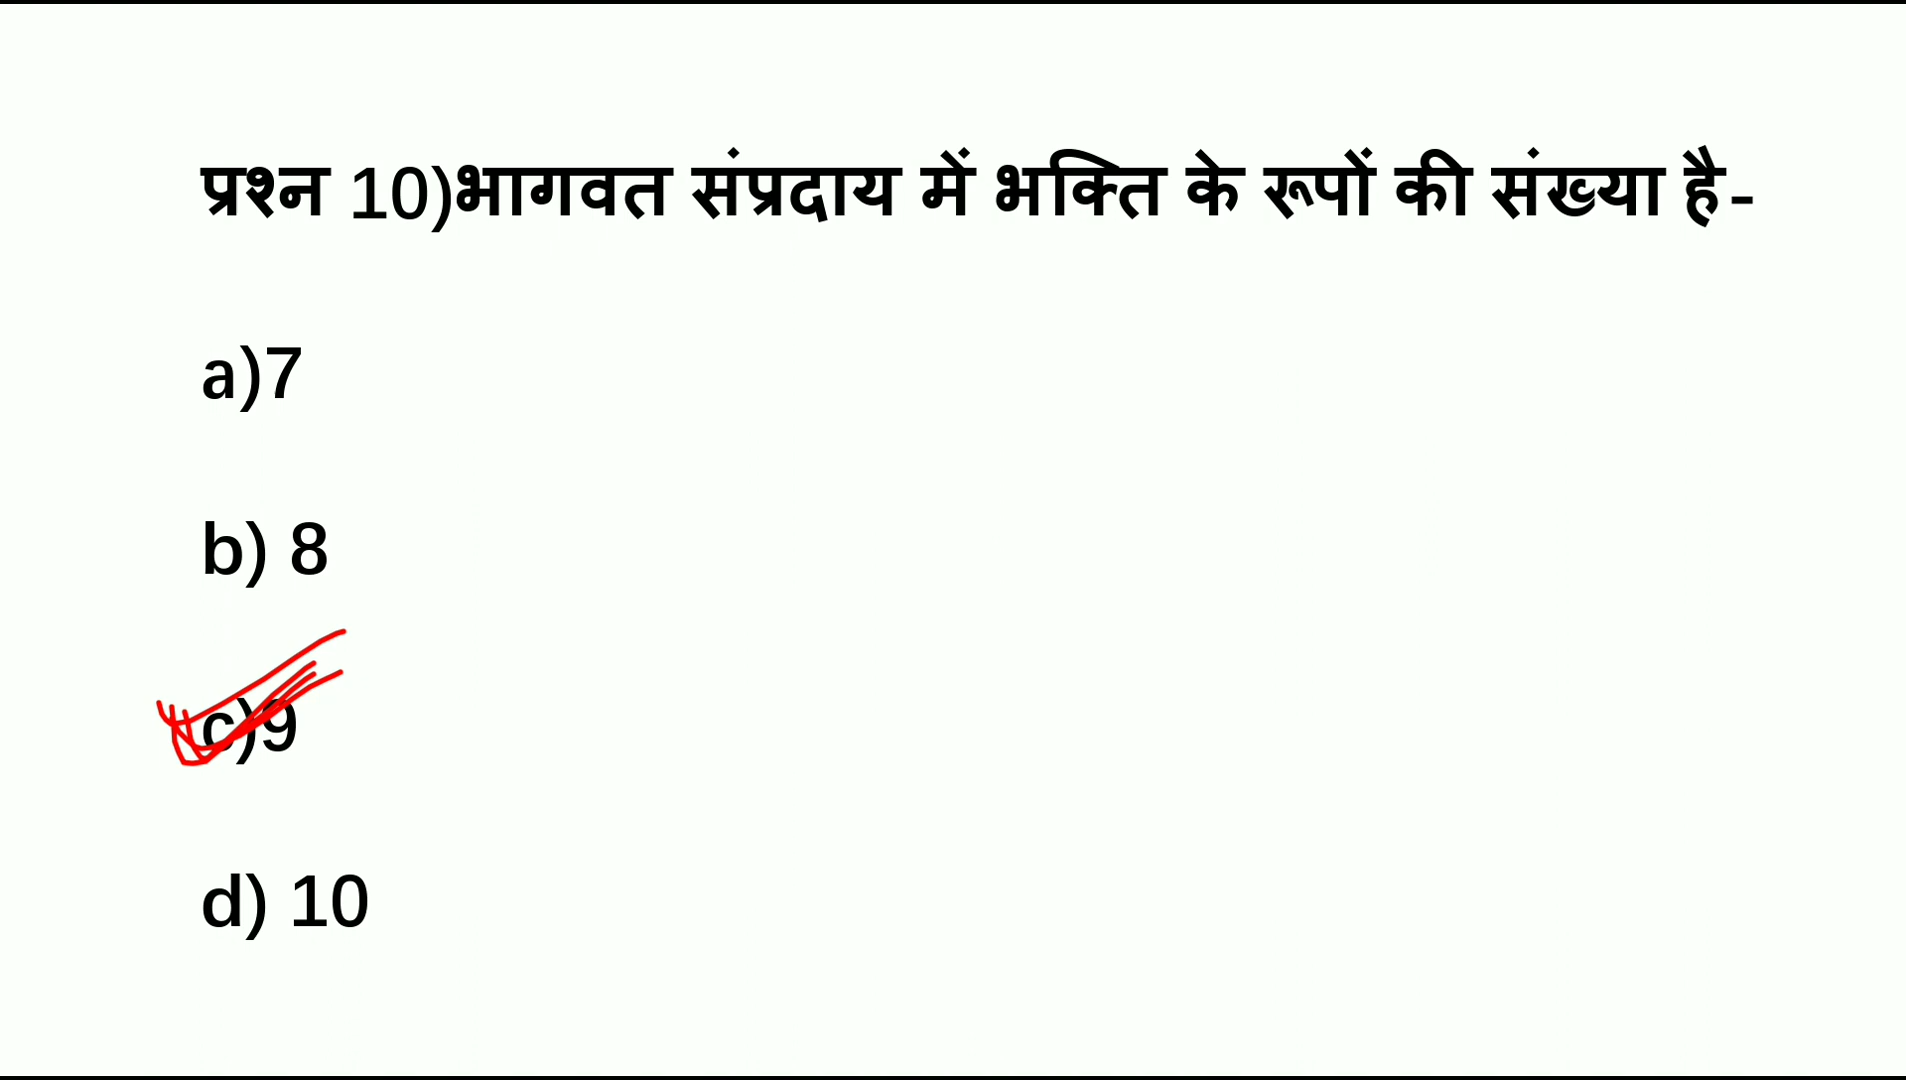 प्रश्न 10)भागवत संप्रदाय में भक्ति के रूपों की संख्या है-
a)7
b) 8
c)9
d) 10